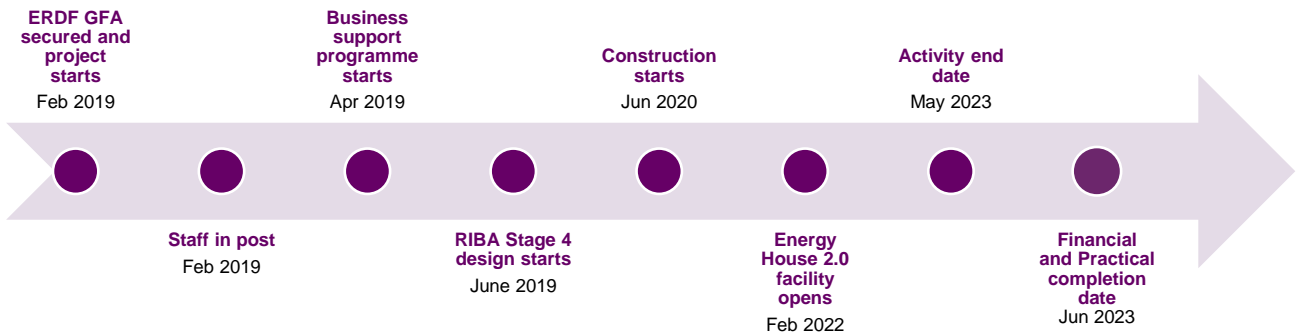 ERDF GFA
secured and
project
starts
Feb 2019
Staff in post
Feb 2019
Business
support
programme
starts
Apr 2019
RIBA Stage 4
design starts
June 2019
Construction
starts
Jun 2020
Energy
House 2.0
facility
opens
Feb 2022
Activity end
date
May 2023
Financial
and Practical
completion
date
Jun 2023